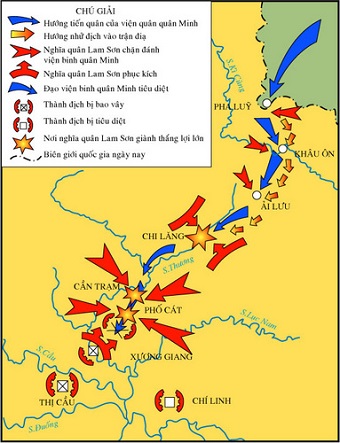 CHÚ GIẢI
Hướng tiến quân của viện quân quân Minh
Hướng nhử địch vào trận địa
Nghĩa quân Lam Sơn chận đánh
viện binh quân Minh
Nghĩa quân Lam Sơn phục kích
Đạo viện binh quân Minh tiêu diệt
Thành địch bị bao vây
Thành địch bị tiêu diệt
Nơi nghĩa quân Lam Sơn giành thắng lợi lớn
Biên giới quốc gia ngày nay
S.Kì Cùng
PHA LUỸ
KHÂU ÔN
ẢI LƯU
CHI LĂNG
S.Thương
CẦN TRẠM
PHỐ CÁT
S.Lục Nam
XƯƠNG GIANG
S.Cầu
THỊ CẦU
CHÍ LINH
S.Đuống